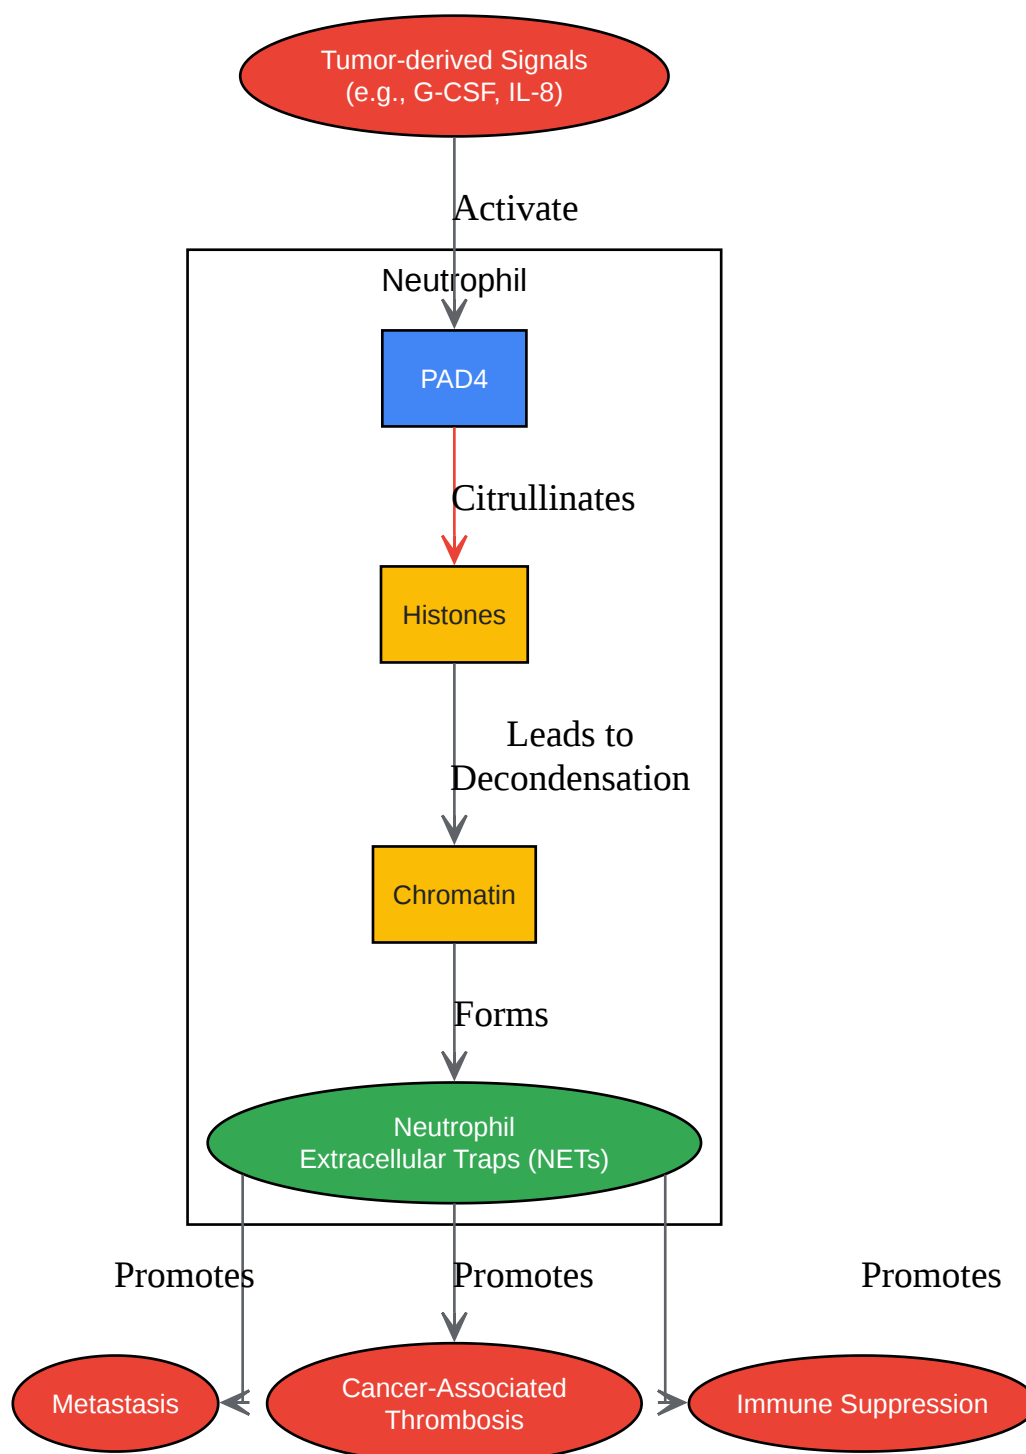 Tumor-derived Signals
(e.g., G-CSF, IL-8)
Activate
Neutrophil
PAD4
Citrullinates
Histones
Leads to
Decondensation
Chromatin
Forms
Neutrophil
Extracellular Traps (NETs)
Promotes
Promotes
Promotes
Metastasis
Cancer-Associated
Thrombosis
Immune Suppression